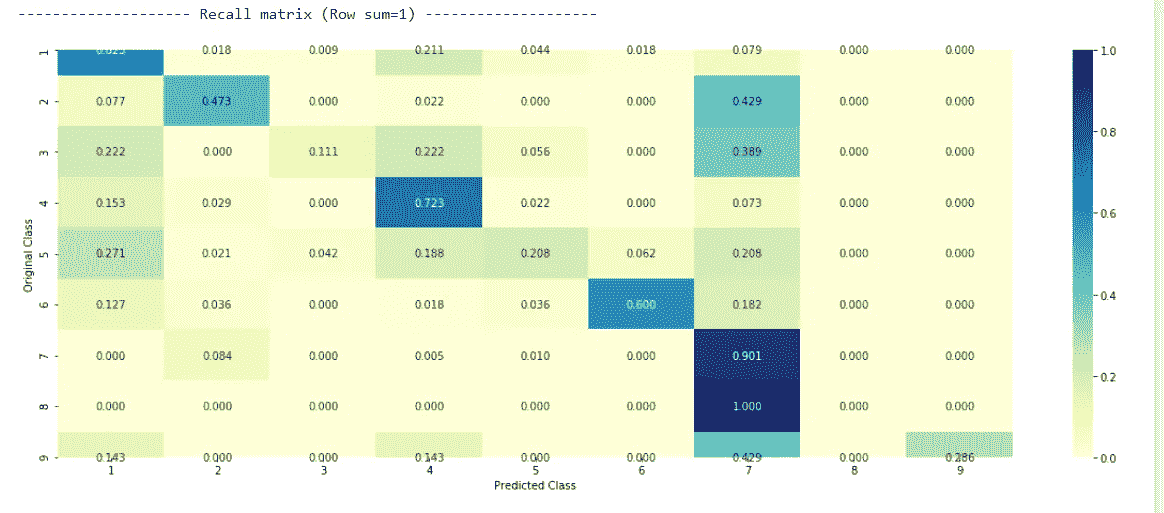 -------------------- Recall matrix (Row sum=1) --------------------
1 0.623 0.018 0.009 0.211 0.044 0.018 0.079 0.000 0.000
2 0.077 0.473 0.000 0.022 0.000 0.000 0.429 0.000 0.000
3 0.222 0.000 0.111 0.222 0.056 0.000 0.389 0.000 0.000
4 0.153 0.029 0.000 0.723 0.022 0.000 0.073 0.000 0.000
5 0.271 0.021 0.042 0.188 0.208 0.062 0.208 0.000 0.000
6 0.127 0.036 0.000 0.018 0.036 0.600 0.182 0.000 0.000
7 0.000 0.084 0.000 0.005 0.010 0.000 0.901 0.000 0.000
8 0.000 0.000 0.000 0.000 0.000 0.000 1.000 0.000 0.000
9 0.143 0.000 0.000 0.143 0.000 0.000 0.429 0.000 0.286
1 2 3 4 5 6 7 8 9
Predicted Class
Original Class
1.0
0.8
0.6
0.4
0.2
0.0